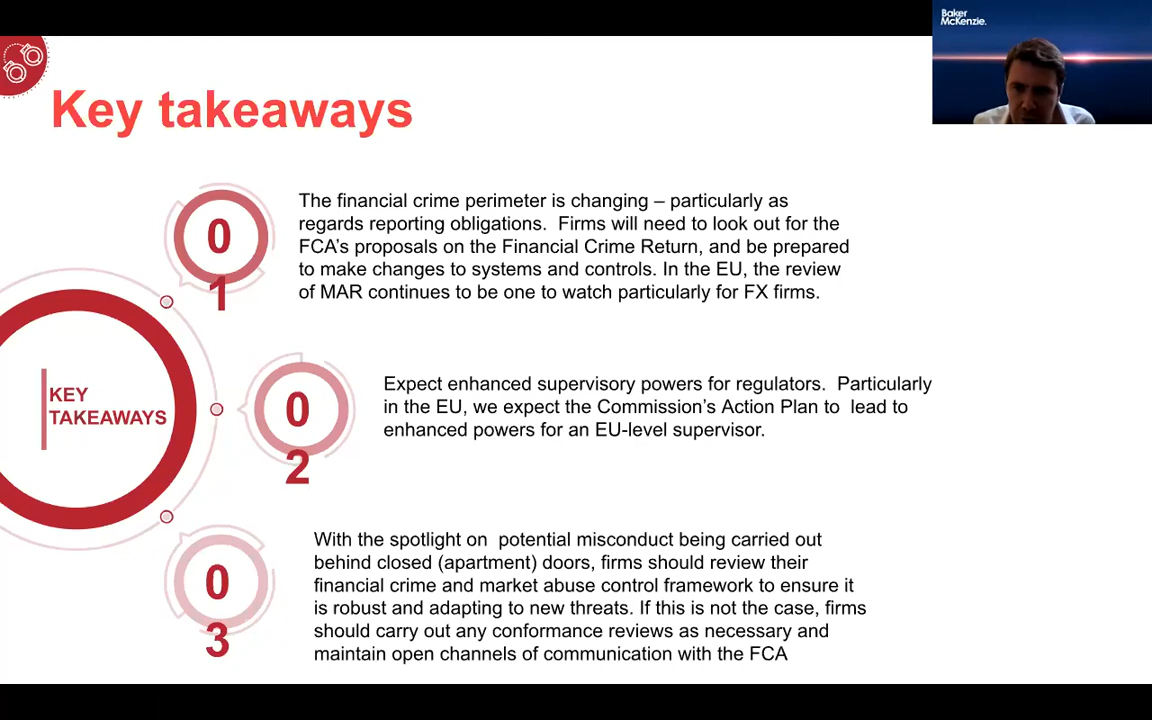 Baker
McKenzie.
Key takeaways
0
1
The financial crime perimeter is changing – particularly as
regards reporting obligations.  Firms will need to look out for the
FCA’s proposals on the Financial Crime Return, and be prepared
to make changes to systems and controls. In the EU, the review
of MAR continues to be one to watch particularly for FX firms.
KEY
TAKEAWAYS
0
2
Expect enhanced supervisory powers for regulators.  Particularly
in the EU, we expect the Commission’s Action Plan to  lead to
enhanced powers for an EU-level supervisor.
0
3
With the spotlight on  potential misconduct being carried out
behind closed (apartment) doors, firms should review their
financial crime and market abuse control framework to ensure it
is robust and adapting to new threats. If this is not the case, firms
should carry out any conformance reviews as necessary and
maintain open channels of communication with the FCA